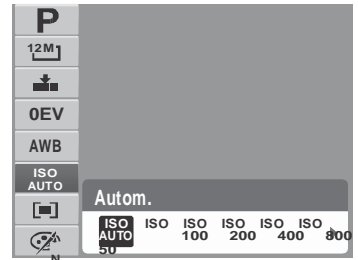 P
12M
0EV
AWB
ISO
AUTO
Autom.
ISO ISO ISO ISO ISO ISO
AUTO 100 200 400 800
50
N